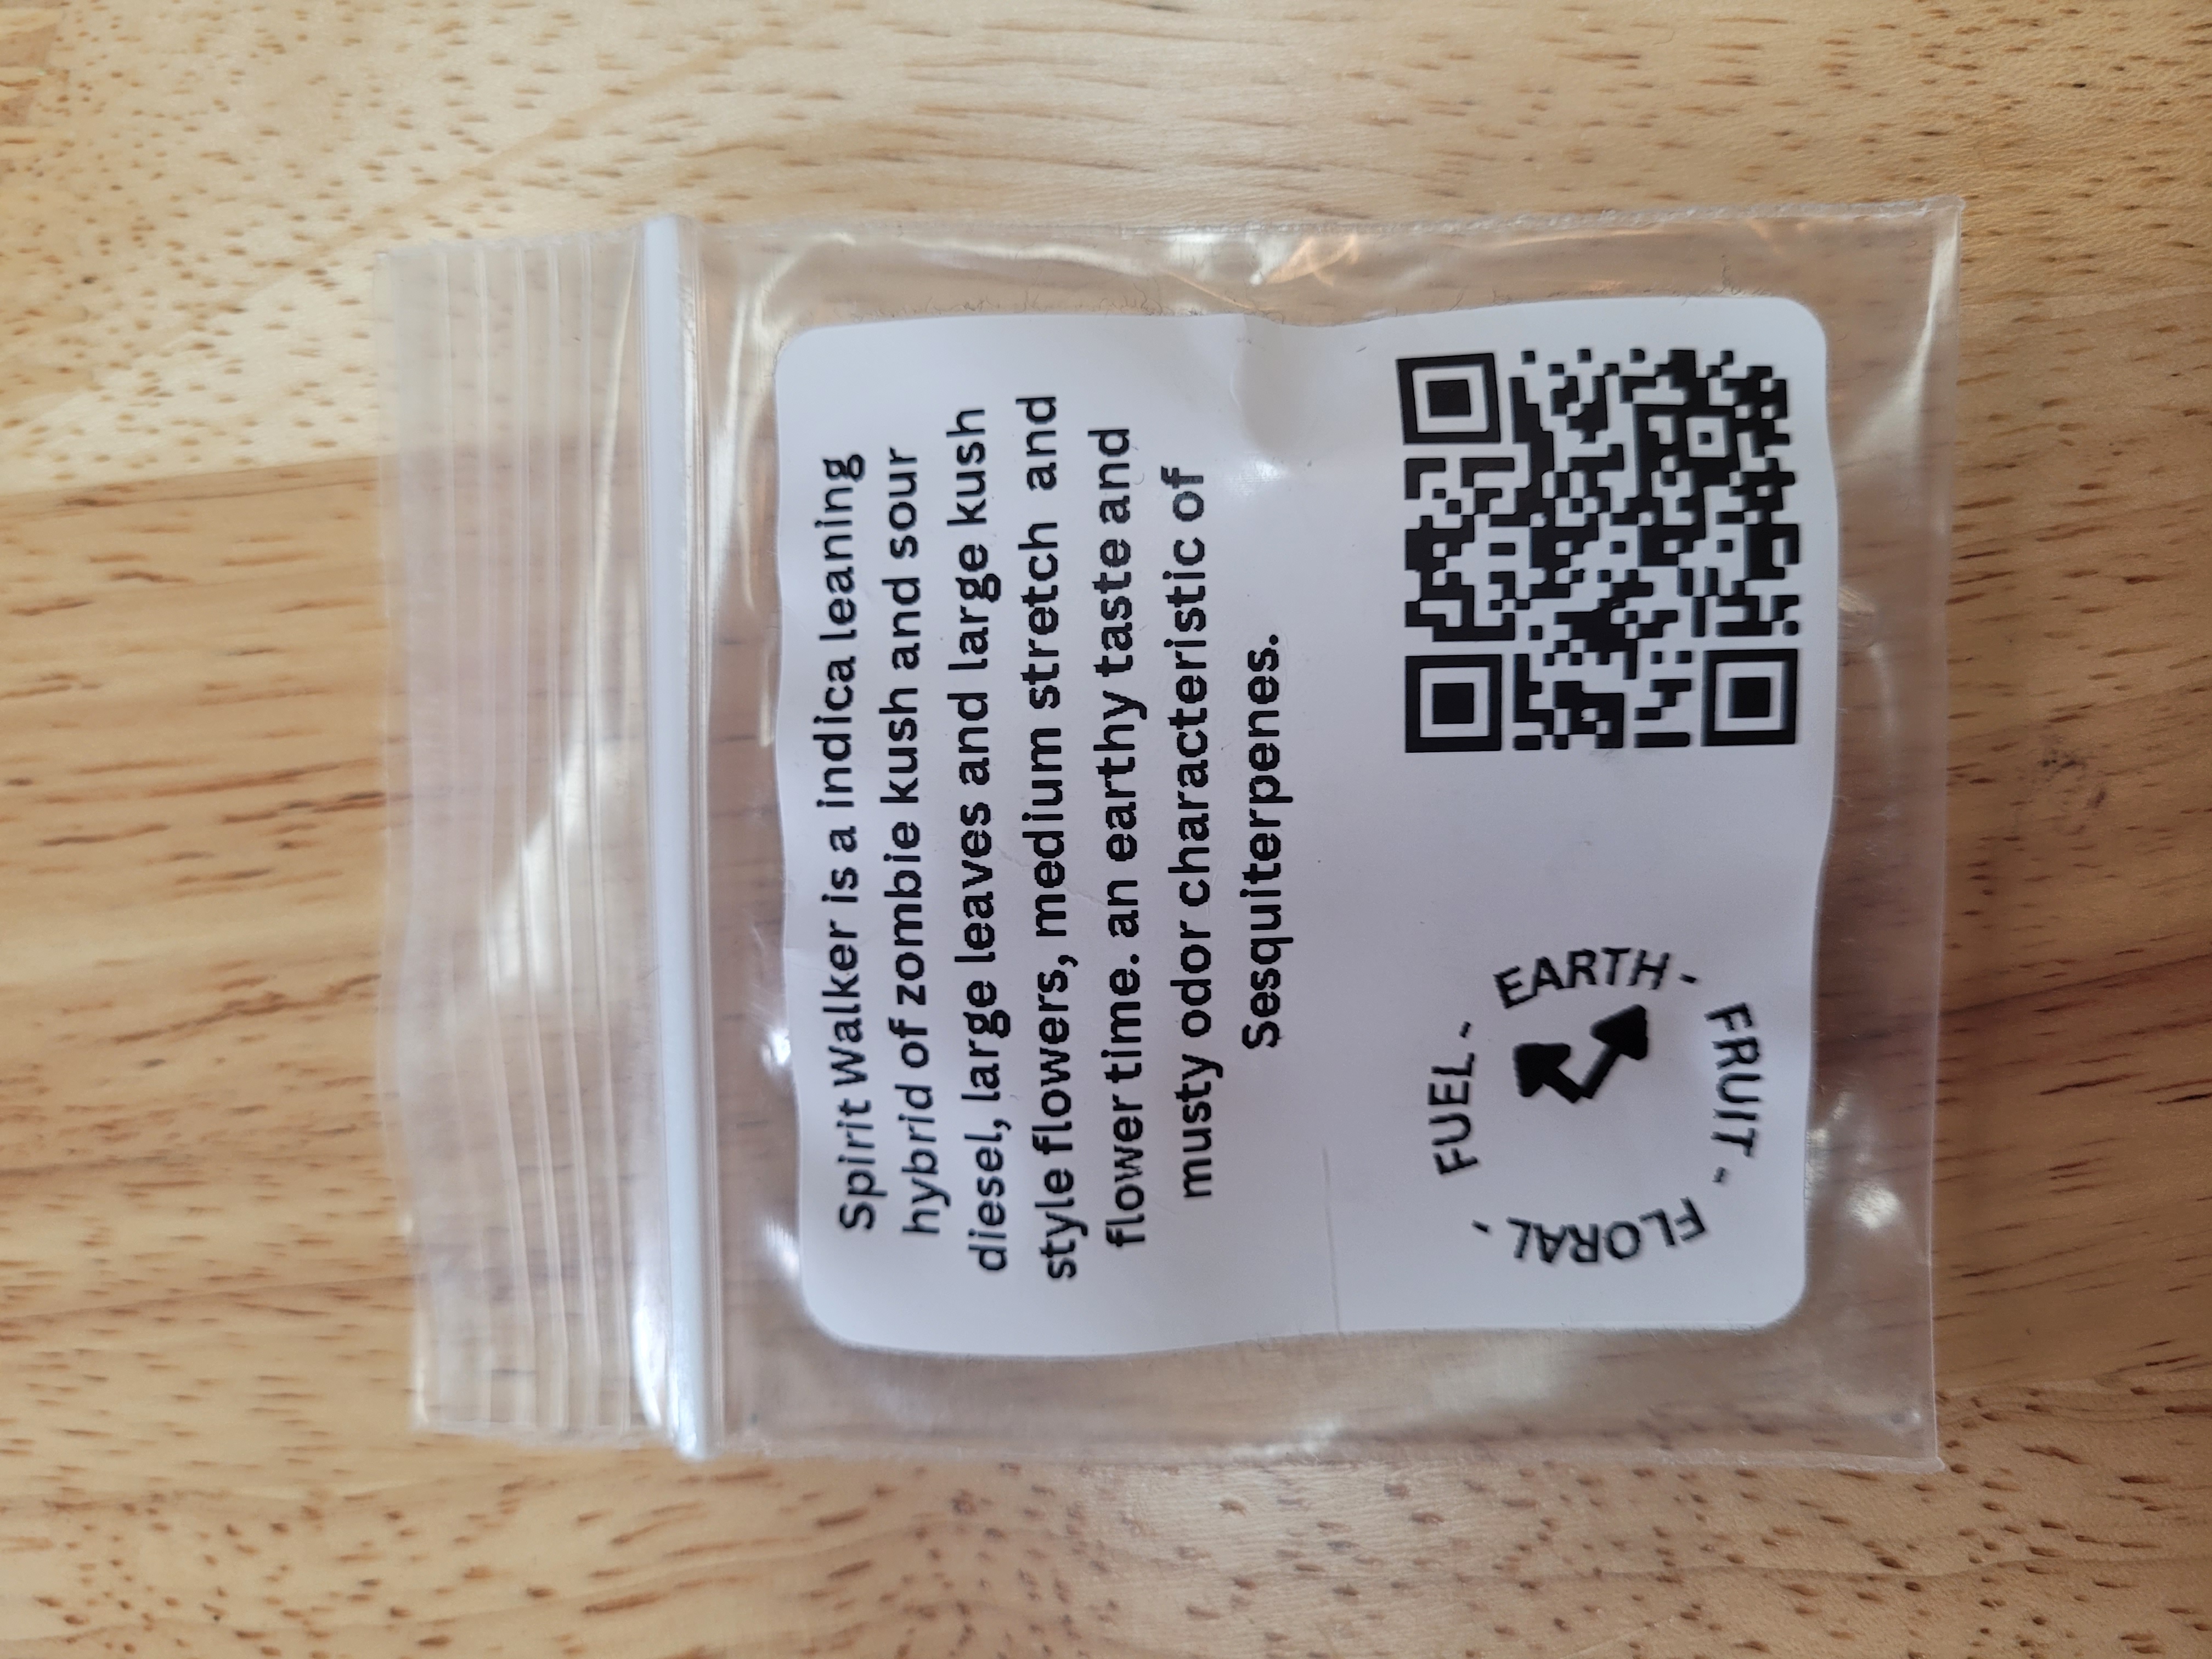 Spirit Walker is a indica leaning
hybrid of zombie kush and sour
diesel, large leaves and large kush
style flowers, medium stretch and
flower time. an earthy taste and
musty odor characteristic of
Sesquiterpenes.
FUEL -
EARTH -
FRUIT -
FLORAL -